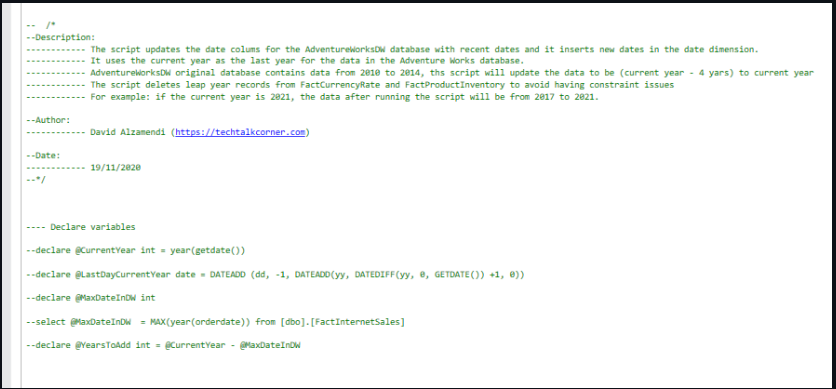 -- /*
--Description:
------------ The script updates the date colums for the AdventureWorksDW database with recent dates and it inserts new dates in the date dimension.
------------ It uses the current year as the last year for the data in the Adventure Works database.
------------ AdventureWorksDW original database contains data from 2010 to 2014, ths script will update the data to be (current year - 4 yars) to current year
------------ The script deletes leap year records from FactCurrencyRate and FactProductInventory to avoid having constraint issues
------------ For example: if the current year is 2021, the data after running the script will be from 2017 to 2021.
--Author:
------------ David Alzamendi (https://techtalkcorner.com)
--Date:
------------ 19/11/2020
--*/
---- Declare variables
--declare @CurrentYear int = year(getdate())
--declare @LastDayCurrentYear date = DATEADD (dd, -1, DATEADD(yy, DATEDIFF(yy, 0, GETDATE()) +1, 0))
--declare @MaxDateInDW int
--select @MaxDateInDW  = MAX(year(orderdate)) from [dbo].[FactInternetSales]
--declare @YearsToAdd int = @CurrentYear - @MaxDateInDW